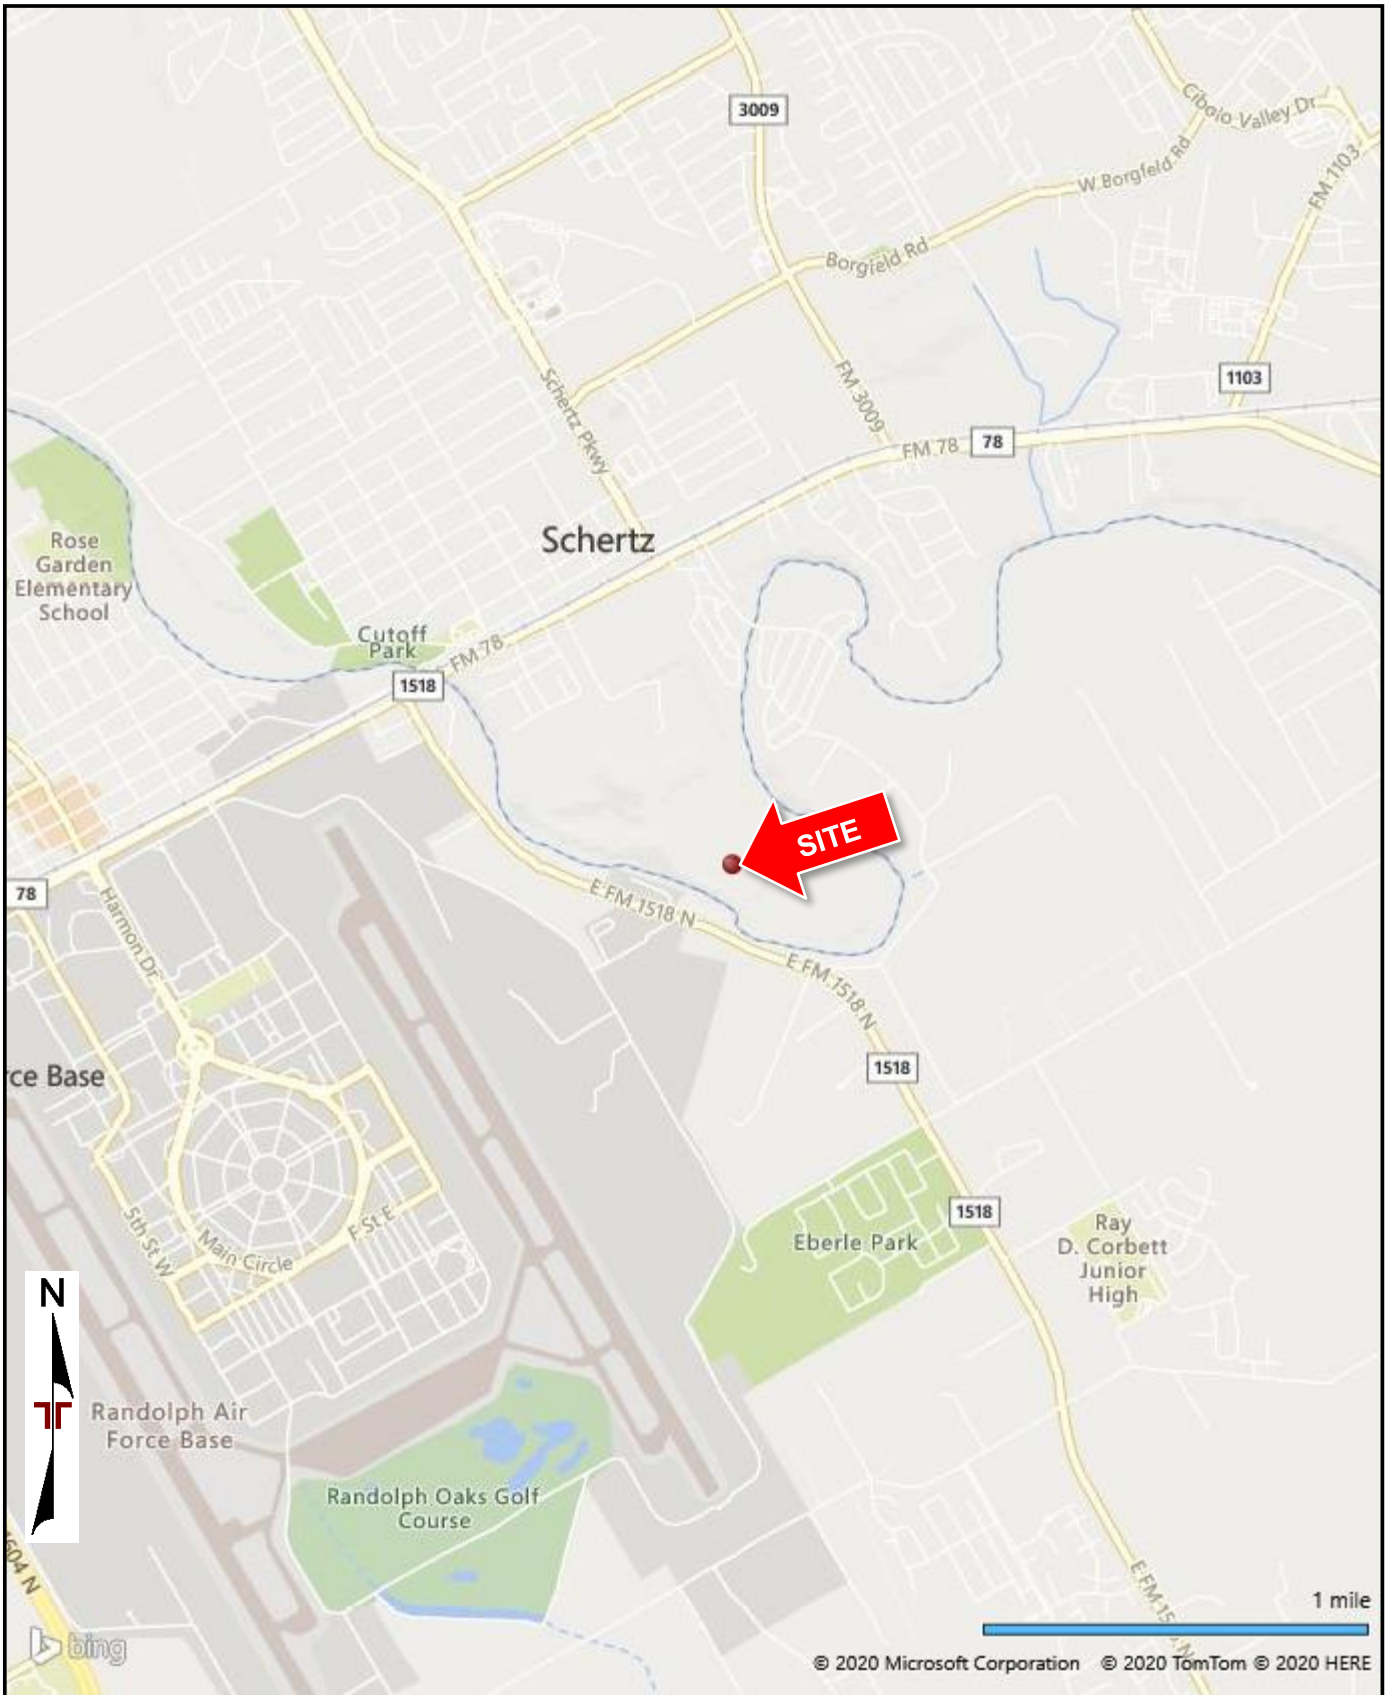 3009
Cibolo Valley Dr
W Borgfeld Rd
FM 1103
Borgfeld Rd
FM 3009
1103
Schertz Pkwy
FM 78
78
Schertz
Rose
Garden
Elementary
School
Cutoff
Park
FM 78
1518
SITE
78
Harmon Dr
E FM 1518 N
E FM 1518 N
1518
ce Base
5th St W
Main Circle
F St E
1518
Eberle Park
Ray
D. Corbett
Junior
High
N
Randolph Air
Force Base
Randolph Oaks Golf
Course
604 N
1 mile
bing
© 2020 Microsoft Corporation © 2020 TomTom © 2020 HERE